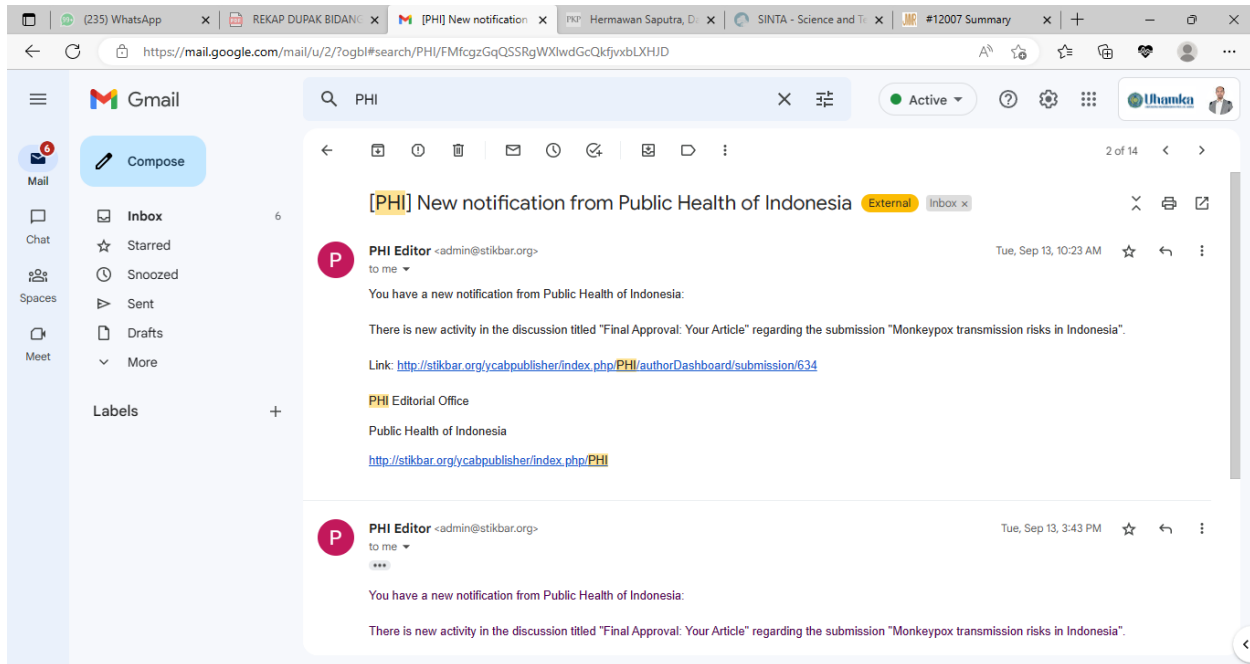 (235) WhatsApp
REKAP DUPAK BIDANG
[PHI] New notification
Hermawan Saputra, D
SINTA - Science and Te
#12007 Summary
https://mail.google.com/mail/u/2/?ogbl#search/PHI/FMfcgzGqQSSRgWXlwdGcQkfjvxbLXHJD
Gmail
PHI
Active
Uhamka
6
Mail
Compose
2 of 14
Chat
Spaces
Meet
Inbox 6
Starred
Snoozed
Sent
Drafts
More
Labels
[PHI] New notification from Public Health of Indonesia External Inbox x
P
PHI Editor <admin@stikbar.org> Tue, Sep 13, 10:23 AM
to me
You have a new notification from Public Health of Indonesia:
There is new activity in the discussion titled "Final Approval: Your Article" regarding the submission "Monkeypox transmission risks in Indonesia".
Link: http://stikbar.org/ycabpublisher/index.php/PHI/authorDashboard/submission/634
PHI Editorial Office
Public Health of Indonesia
http://stikbar.org/ycabpublisher/index.php/PHI
P
PHI Editor <admin@stikbar.org> Tue, Sep 13, 3:43 PM
to me
You have a new notification from Public Health of Indonesia:
There is new activity in the discussion titled "Final Approval: Your Article" regarding the submission "Monkeypox transmission risks in Indonesia".